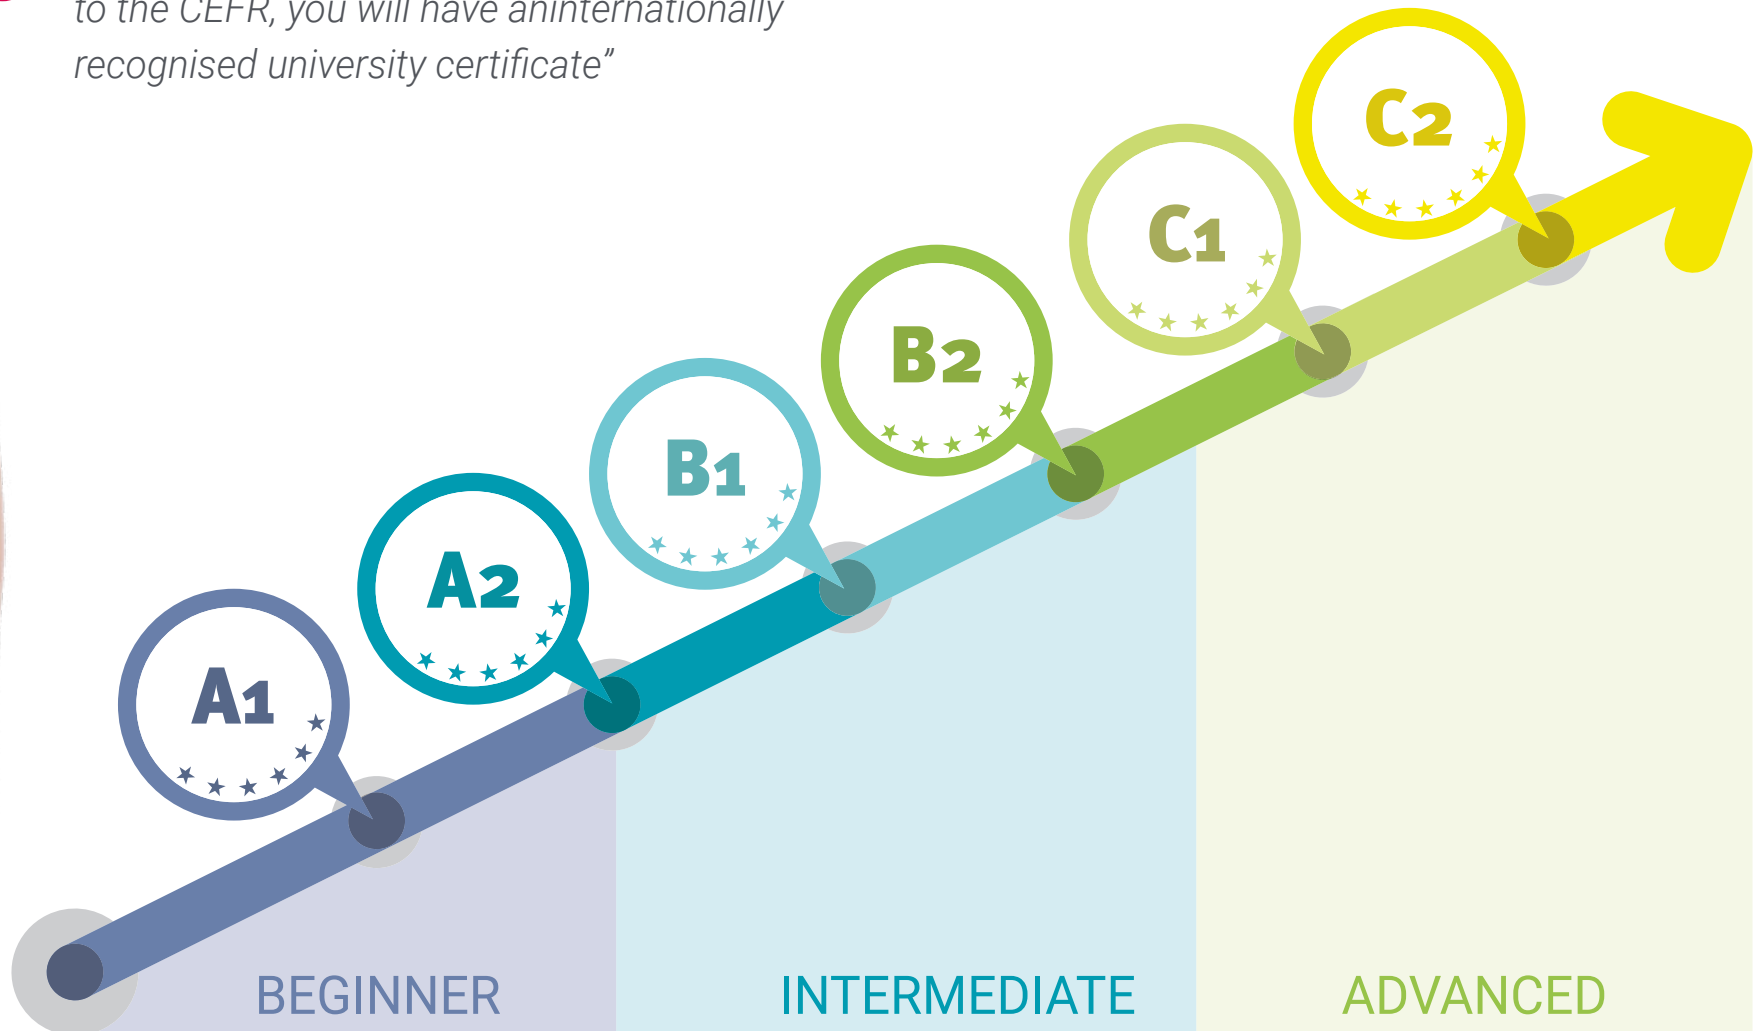 to the CEFR, you will have aninternationally
recognised university certificate”
C2
C1
B2
B1
A2
A1
BEGINNER
INTERMEDIATE
ADVANCED